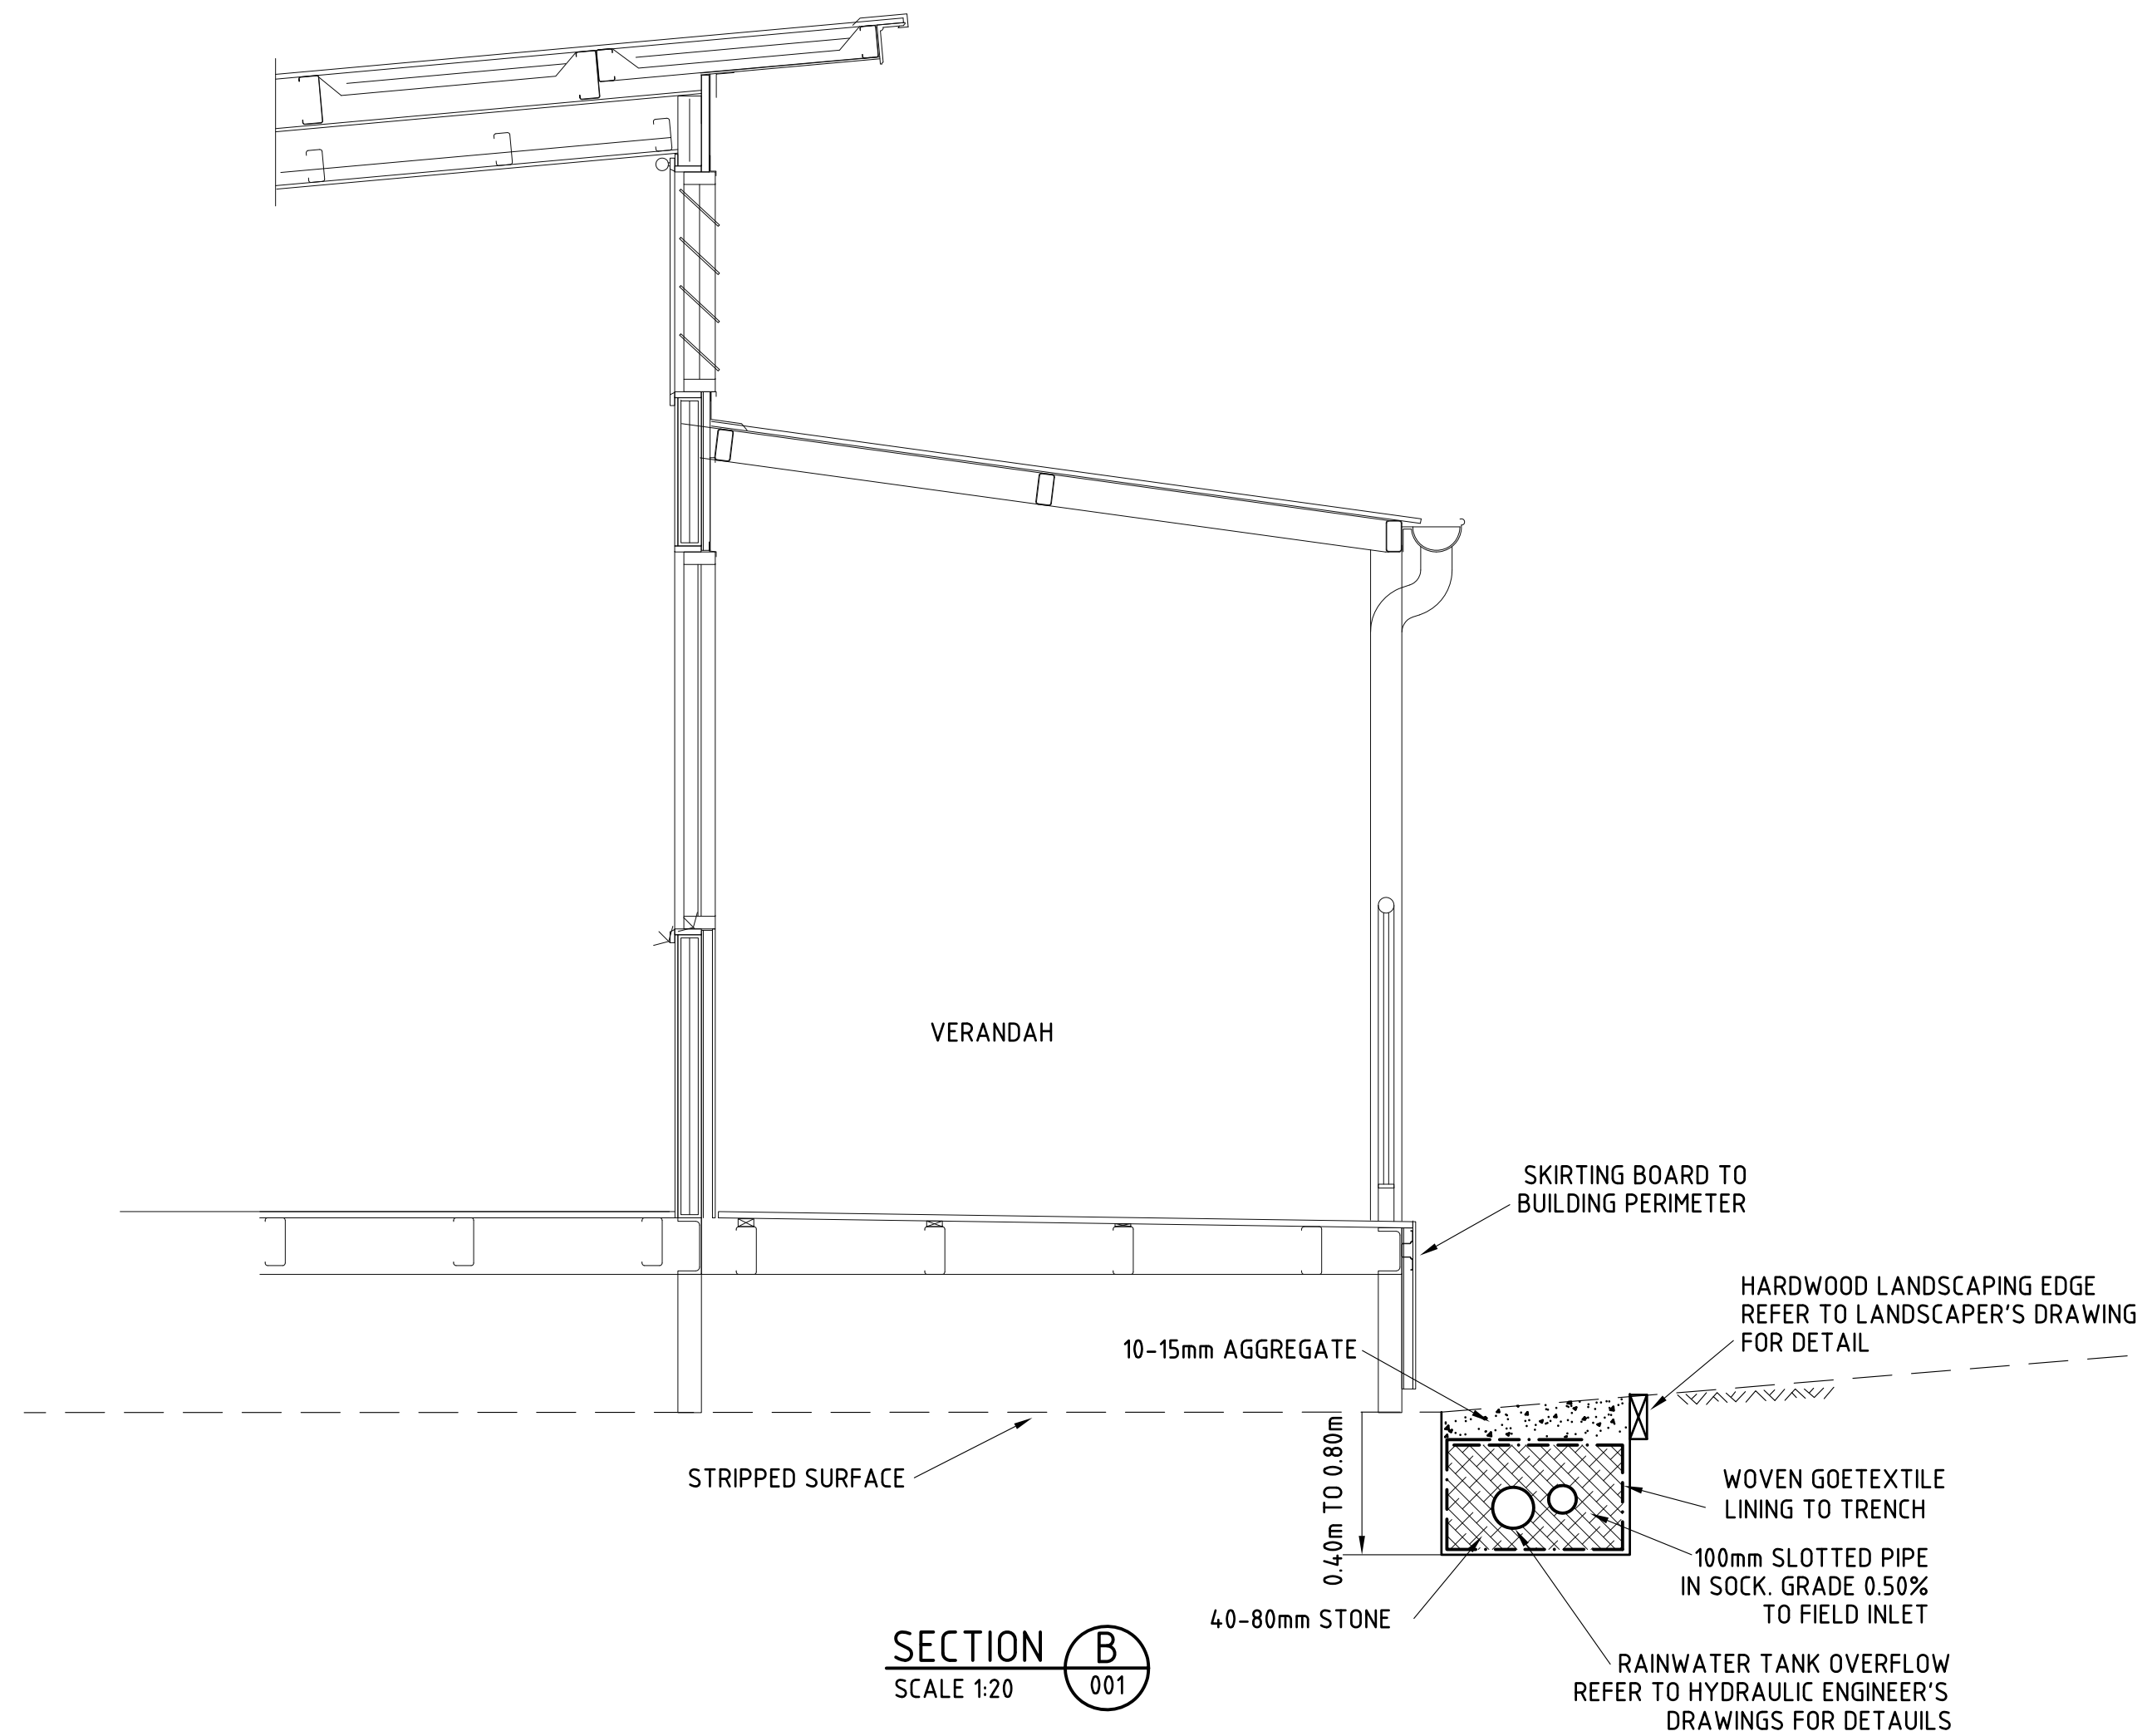 VERANDAH
SKIRTING BOARD TO
BUILDING PERIMETER
HARDWOOD LANDSCAPING EDGE
REFER TO LANDSCAPER'S DRAWING
FOR DETAIL
10-15mm AGGREGATE
STRIPPED SURFACE
0.40m TO 0.80m
WOVEN GOETEXTILE
LINING TO TRENCH
100mm SLOTTED PIPE
IN SOCK. GRADE 0.50%
TO FIELD INLET
40-80mm STONE
RAINWATER TANK OVERFLOW
REFER TO HYDRAULIC ENGINEER'S
DRAWINGS FOR DETAUILS
SECTION B
SCALE 1:20 001